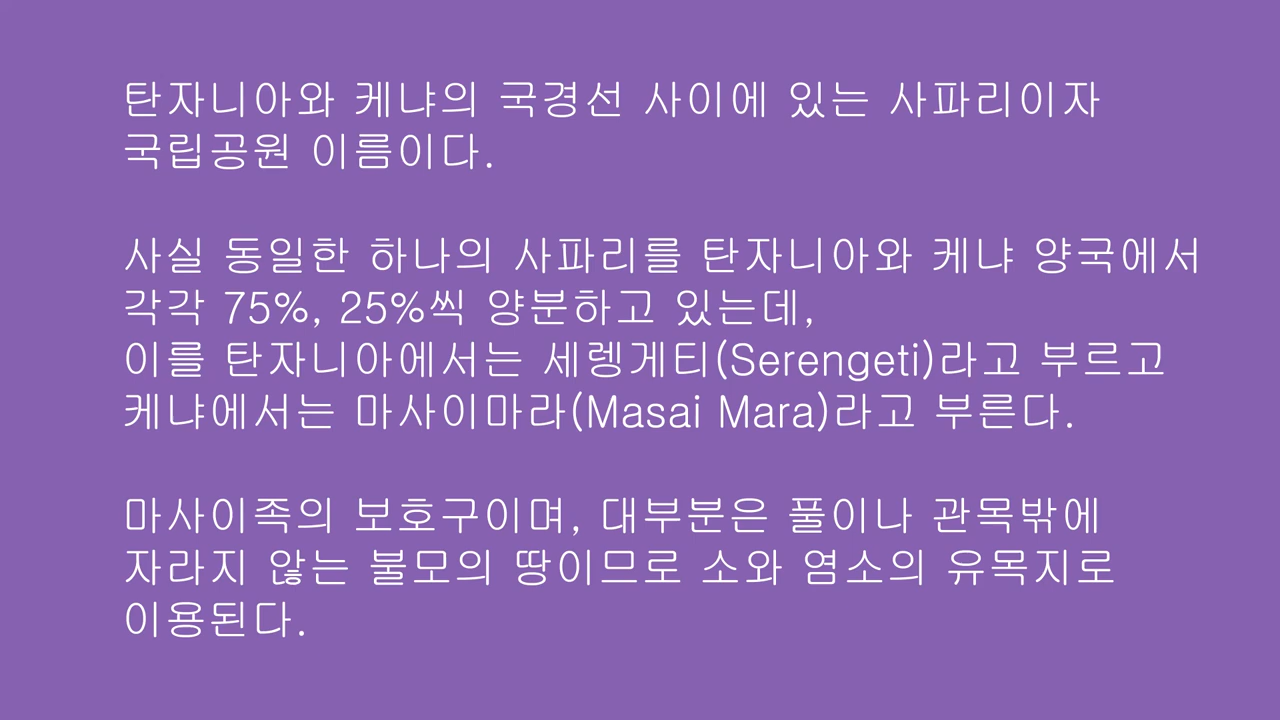 탄자니아와 케냐의 국경선 사이에 있는 사파리이자
국립공원 이름이다.
사실 동일한 하나의 사파리를 탄자니아와 케냐 양국에서
각각 75%, 25%씩 양분하고 있는데,
이를 탄자니아에서는 세렝게티(Serengeti)라고 부르고
케냐에서는 마사이마라(Masai Mara)라고 부른다.
마사이족의 보호구이며, 대부분은 풀이나 관목밖에
자라지 않는 불모의 땅이므로 소와 염소의 유목지로
이용된다.